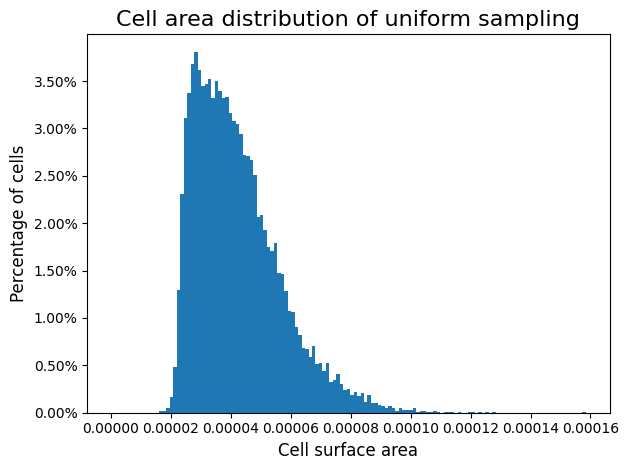 Cell area distribution of uniform sampling
Percentage of cells
3.50%
3.00%
2.50%
2.00%
1.50%
1.00%
0.50%
0.00%
0.00000 0.00002 0.00004 0.00006 0.00008 0.00010 0.00012 0.00014 0.00016
Cell surface area